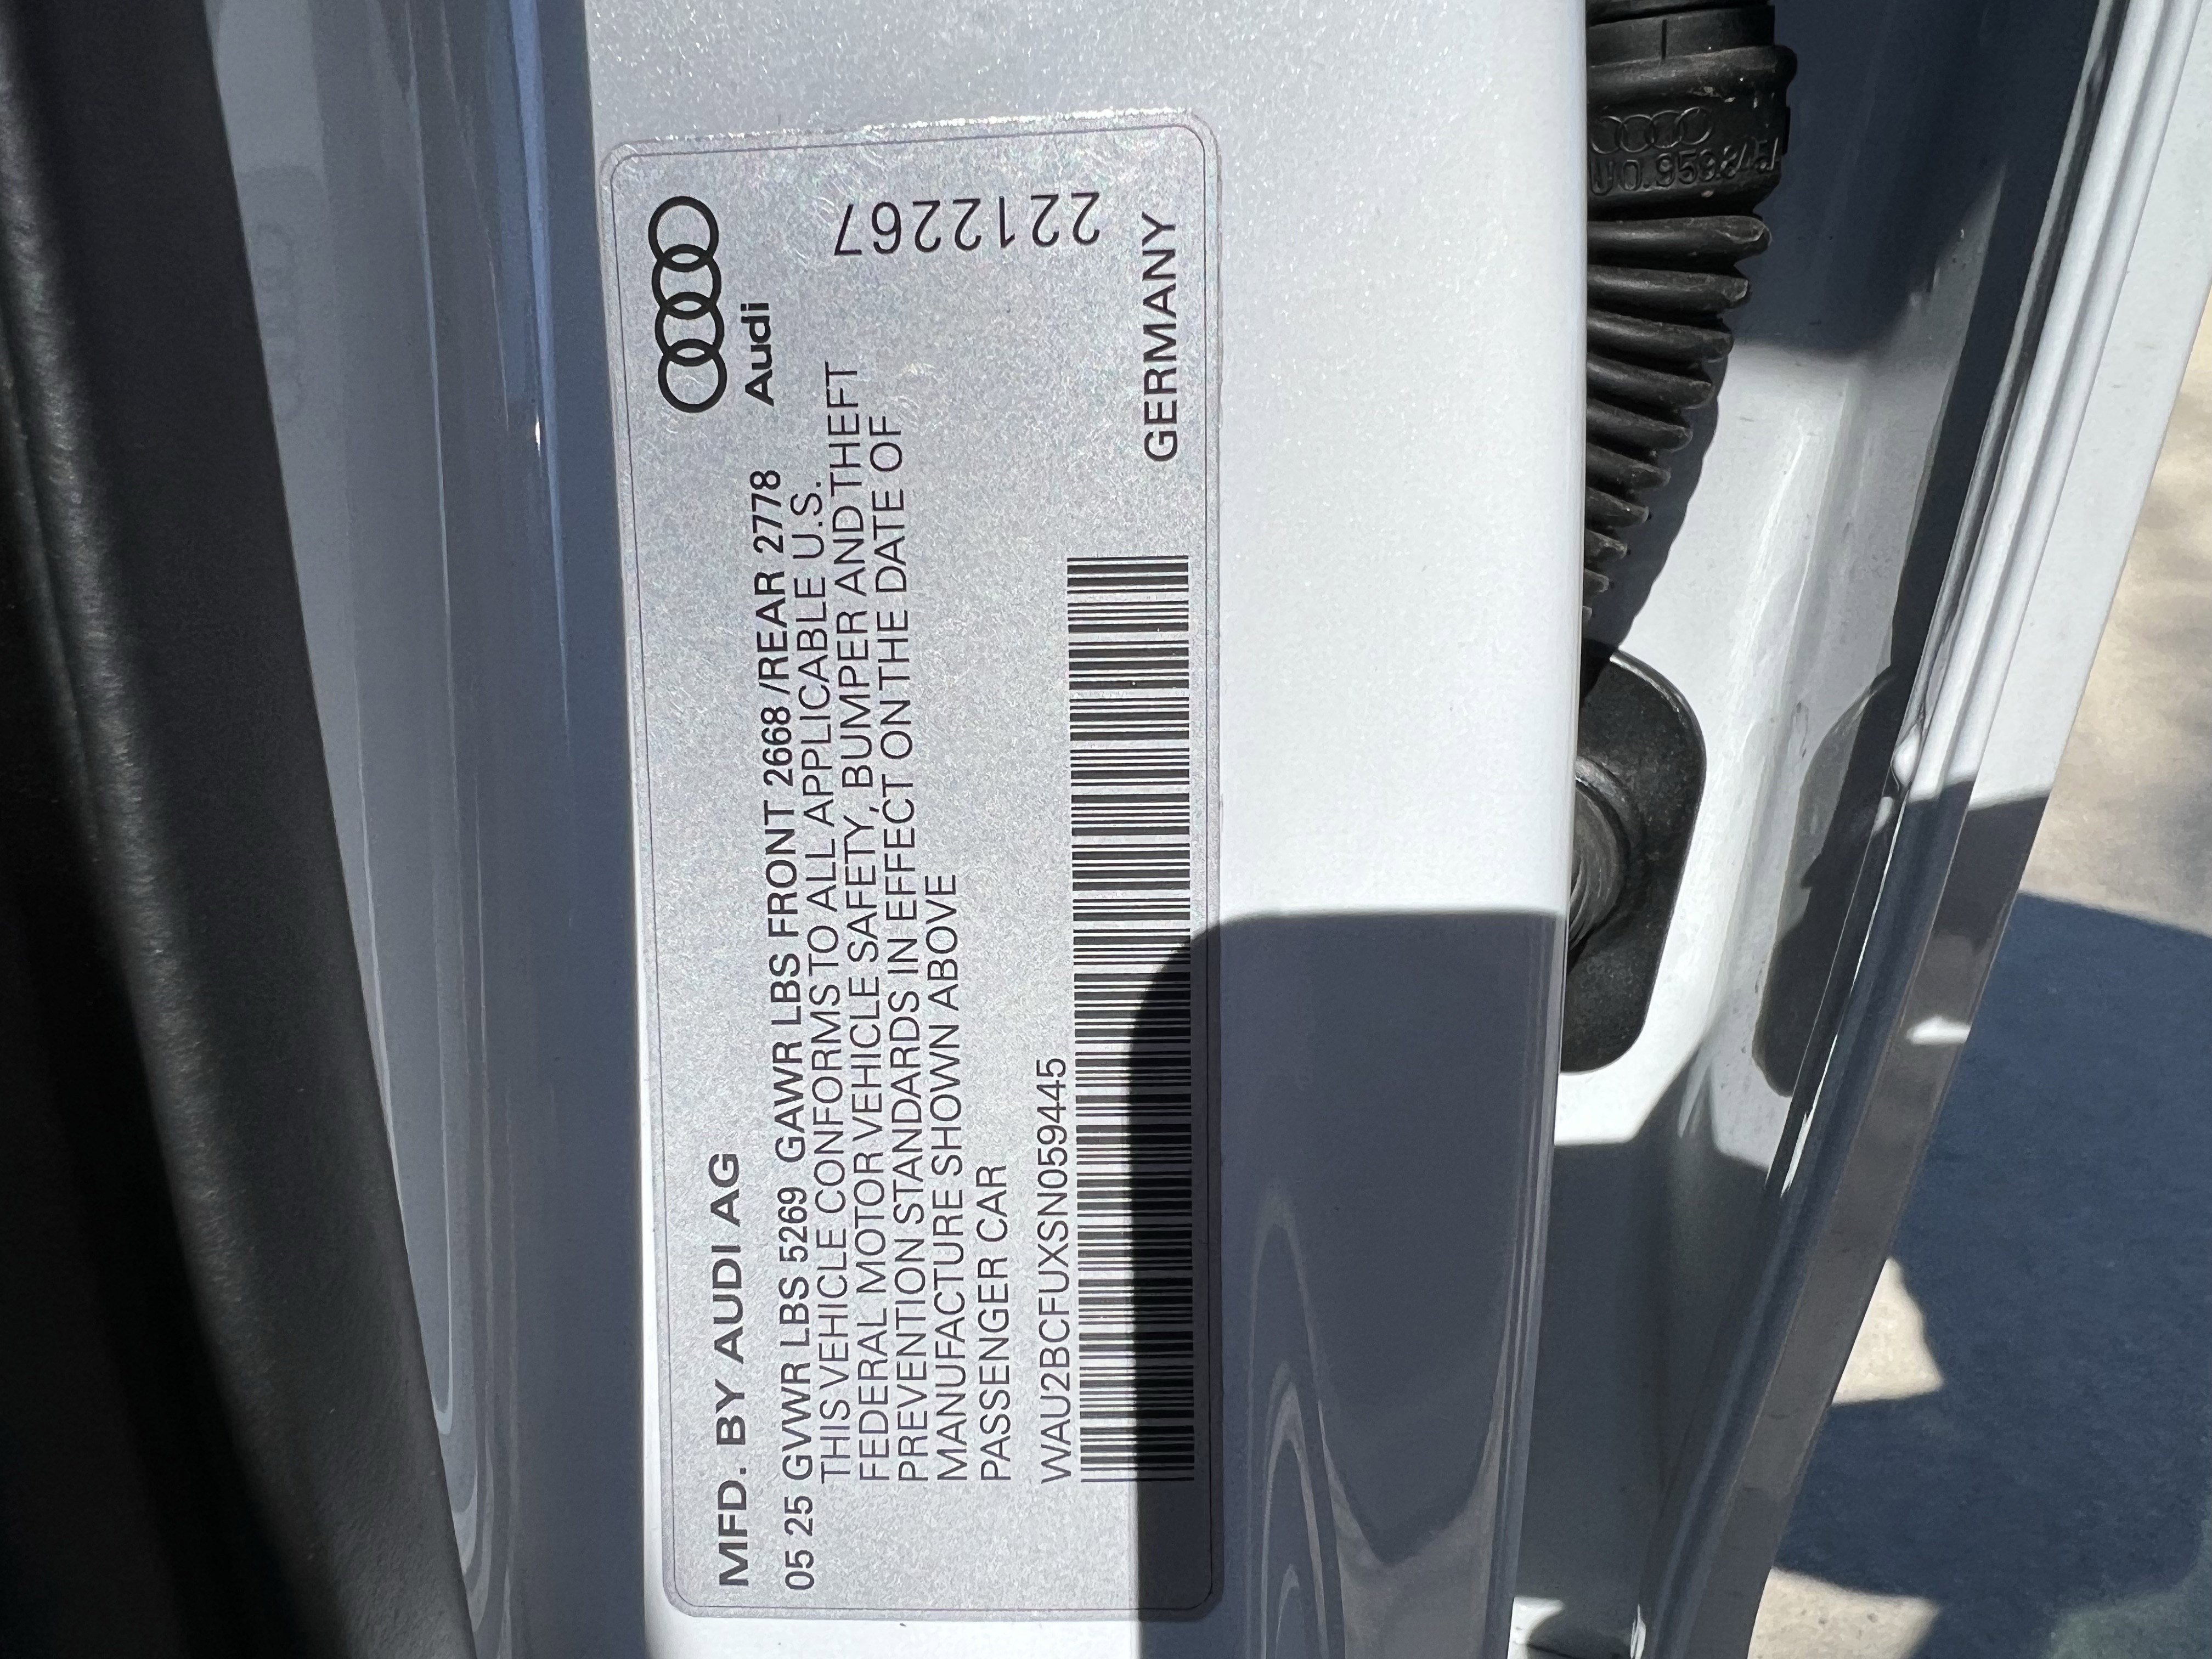 MFD. BY AUDI AG
Audi
05 25 GVWR LBS 5269 GAWR LBS FRONT 2668 /REAR 2778
THIS VEHICLE CONFORMS TO ALL APPLICABLE U.S.
FEDERAL MOTOR VEHICLE SAFETY, BUMPER AND THEFT
PREVENTION STANDARDS IN EFFECT ON THE DATE OF
MANUFACTURE SHOWN ABOVE
PASSENGER CAR
2212267
WAU2BCFUXSN059445
GERMANY